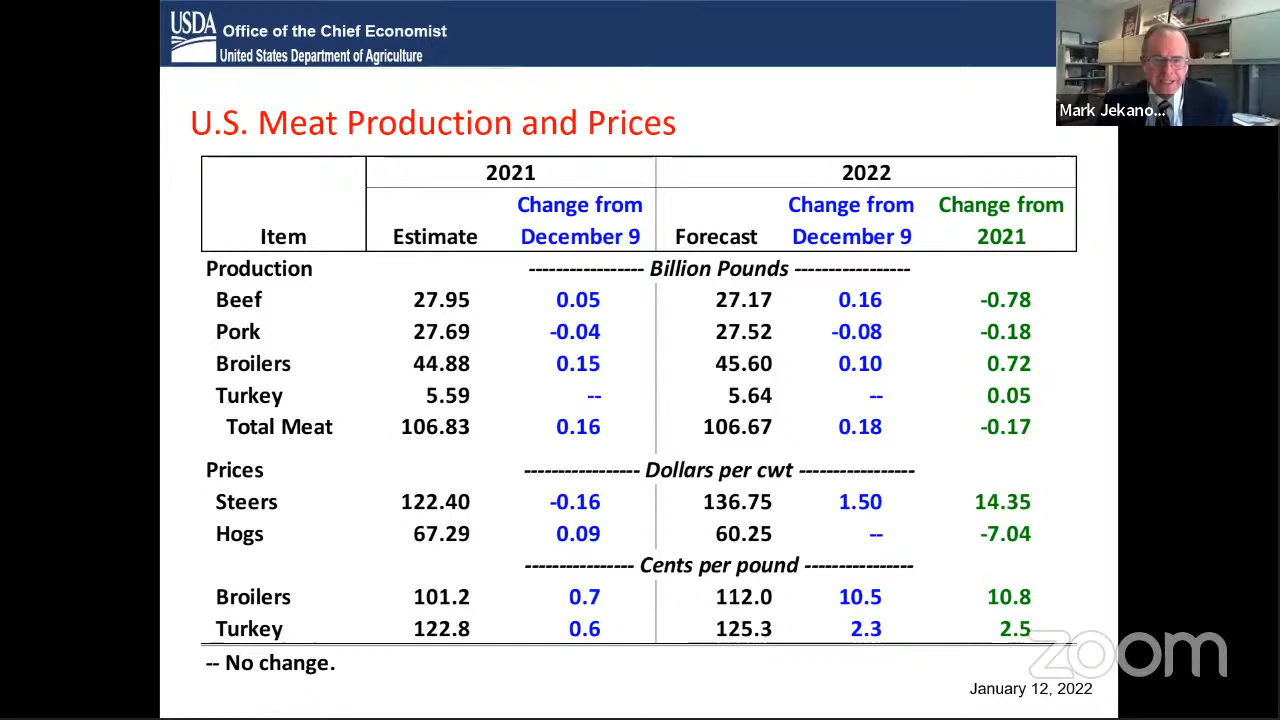 USDA Office of the Chief Economist
United States Department of Agriculture
Mark Jekano...
U.S. Meat Production and Prices
2021 2022
Change from Change from Change from
Item Estimate December 9 Forecast December 9 2021
Production ----------------- Billion Pounds -----------------
Beef 27.95 0.05 27.17 0.16 -0.78
Pork 27.69 -0.04 27.52 -0.08 -0.18
Broilers 44.88 0.15 45.60 0.10 0.72
Turkey 5.59 -- 5.64 -- 0.05
Total Meat 106.83 0.16 106.67 0.18 -0.17
Prices ----------------- Dollars per cwt -----------------
Steers 122.40 -0.16 136.75 1.50 14.35
Hogs 67.29 0.09 60.25 -- -7.04
---------------- Cents per pound ----------------
Broilers 101.2 0.7 112.0 10.5 10.8
Turkey 122.8 0.6 125.3 2.3 2.5
-- No change.
zoom
January 12, 2022